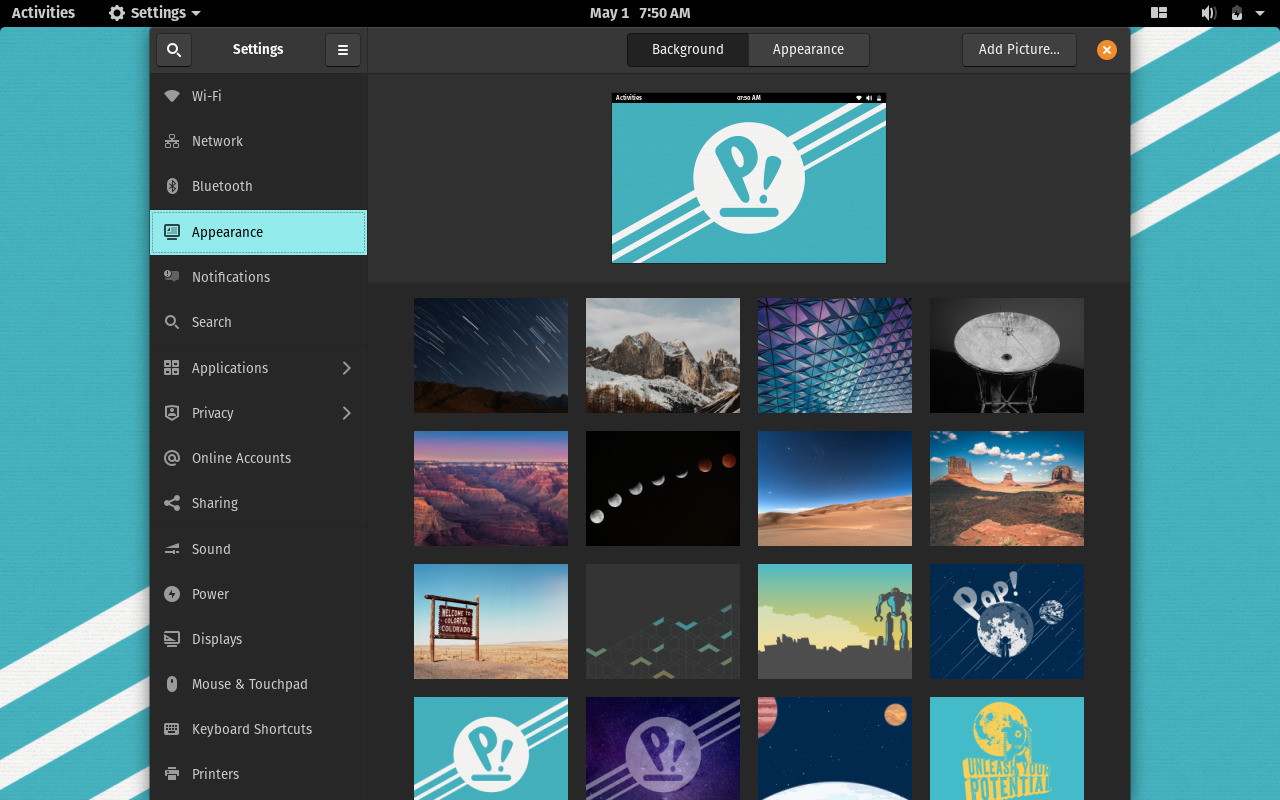 Activities
Settings
May 1 7:50 AM
Settings
Background
Appearance
Add Picture...
Wi-Fi
Network
Bluetooth
Appearance
Notifications
Search
Applications
Privacy
Online Accounts
Sharing
Sound
Power
Displays
Mouse & Touchpad
Keyboard Shortcuts
Printers
Activities
07:50 AM
P!
WELCOME TO
COLORFUL
COLORADO
POP!
P!
P!
UNLEASH YOUR
POTENTIAL